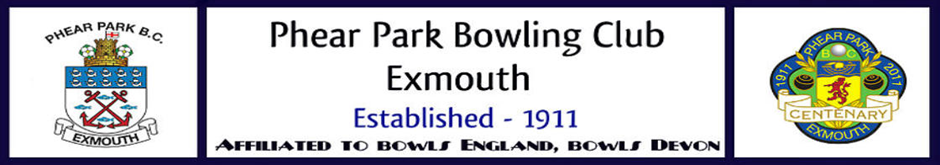 PHEAR PARK B.C.
EXMOUTH
Phear Park Bowling Club
Exmouth
Established - 1911
AFFILIATED TO BOWLS ENGLAND, BOWLS DEVON
PHEAR PARK
B C
1911 2011
CENTENARY
EXMOUTH